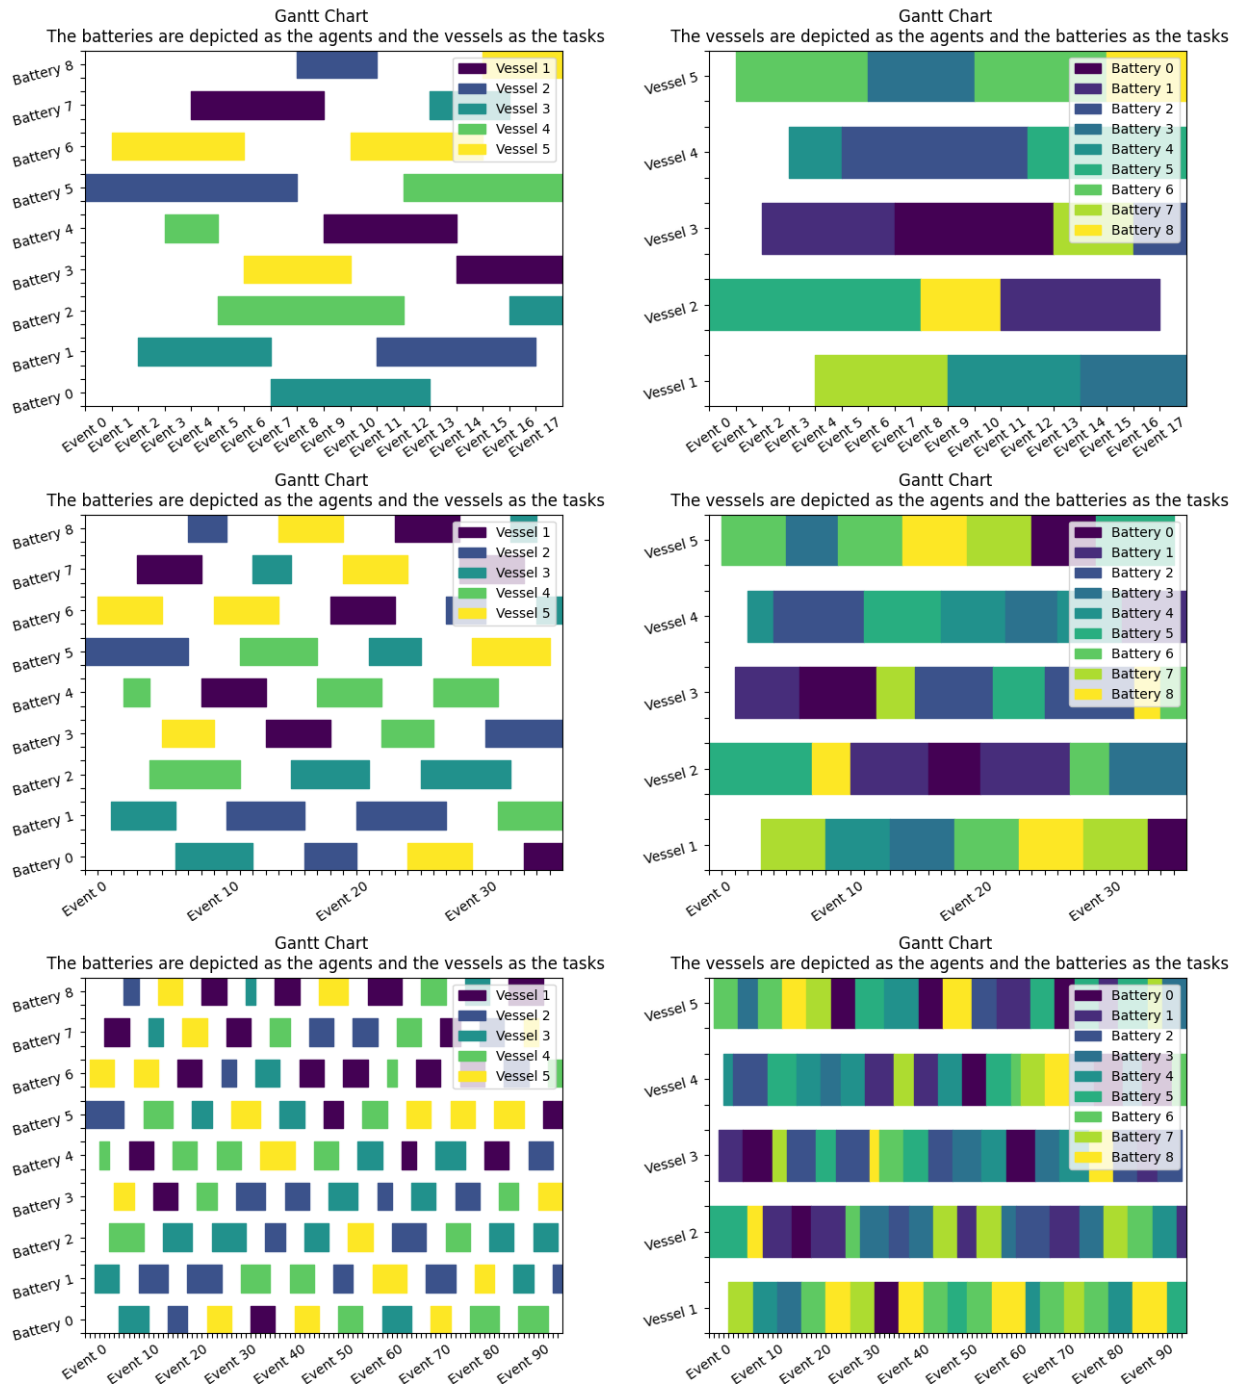 Gantt Chart
The batteries are depicted as the agents and the vessels as the tasks
Battery 8
Battery 7
Battery 6
Battery 5
Battery 4
Battery 3
Battery 2
Battery 1
Battery 0
Vessel 1
Vessel 2
Vessel 3
Vessel 4
Vessel 5
Event 0
Event 1
Event 2
Event 3
Event 4
Event 5
Event 6
Event 7
Event 8
Event 9
Event 10
Event 11
Event 12
Event 13
Event 14
Event 15
Event 16
Event 17
Gantt Chart
The vessels are depicted as the agents and the batteries as the tasks
Vessel 5
Vessel 4
Vessel 3
Vessel 2
Vessel 1
Battery 0
Battery 1
Battery 2
Battery 3
Battery 4
Battery 5
Battery 6
Battery 7
Battery 8
Event 0
Event 1
Event 2
Event 3
Event 4
Event 5
Event 6
Event 7
Event 8
Event 9
Event 10
Event 11
Event 12
Event 13
Event 14
Event 15
Event 16
Event 17
Gantt Chart
The batteries are depicted as the agents and the vessels as the tasks
Battery 8
Battery 7
Battery 6
Battery 5
Battery 4
Battery 3
Battery 2
Battery 1
Battery 0
Vessel 1
Vessel 2
Vessel 3
Vessel 4
Vessel 5
Event 0
Event 10
Event 20
Event 30
Gantt Chart
The vessels are depicted as the agents and the batteries as the tasks
Vessel 5
Vessel 4
Vessel 3
Vessel 2
Vessel 1
Battery 0
Battery 1
Battery 2
Battery 3
Battery 4
Battery 5
Battery 6
Battery 7
Battery 8
Event 0
Event 10
Event 20
Event 30
Gantt Chart
The batteries are depicted as the agents and the vessels as the tasks
Battery 8
Battery 7
Battery 6
Battery 5
Battery 4
Battery 3
Battery 2
Battery 1
Battery 0
Vessel 1
Vessel 2
Vessel 3
Vessel 4
Vessel 5
Event 0
Event 10
Event 20
Event 30
Event 40
Event 50
Event 60
Event 70
Event 80
Event 90
Gantt Chart
The vessels are depicted as the agents and the batteries as the tasks
Vessel 5
Vessel 4
Vessel 3
Vessel 2
Vessel 1
Battery 0
Battery 1
Battery 2
Battery 3
Battery 4
Battery 5
Battery 6
Battery 7
Battery 8
Event 0
Event 10
Event 20
Event 30
Event 40
Event 50
Event 60
Event 70
Event 80
Event 90